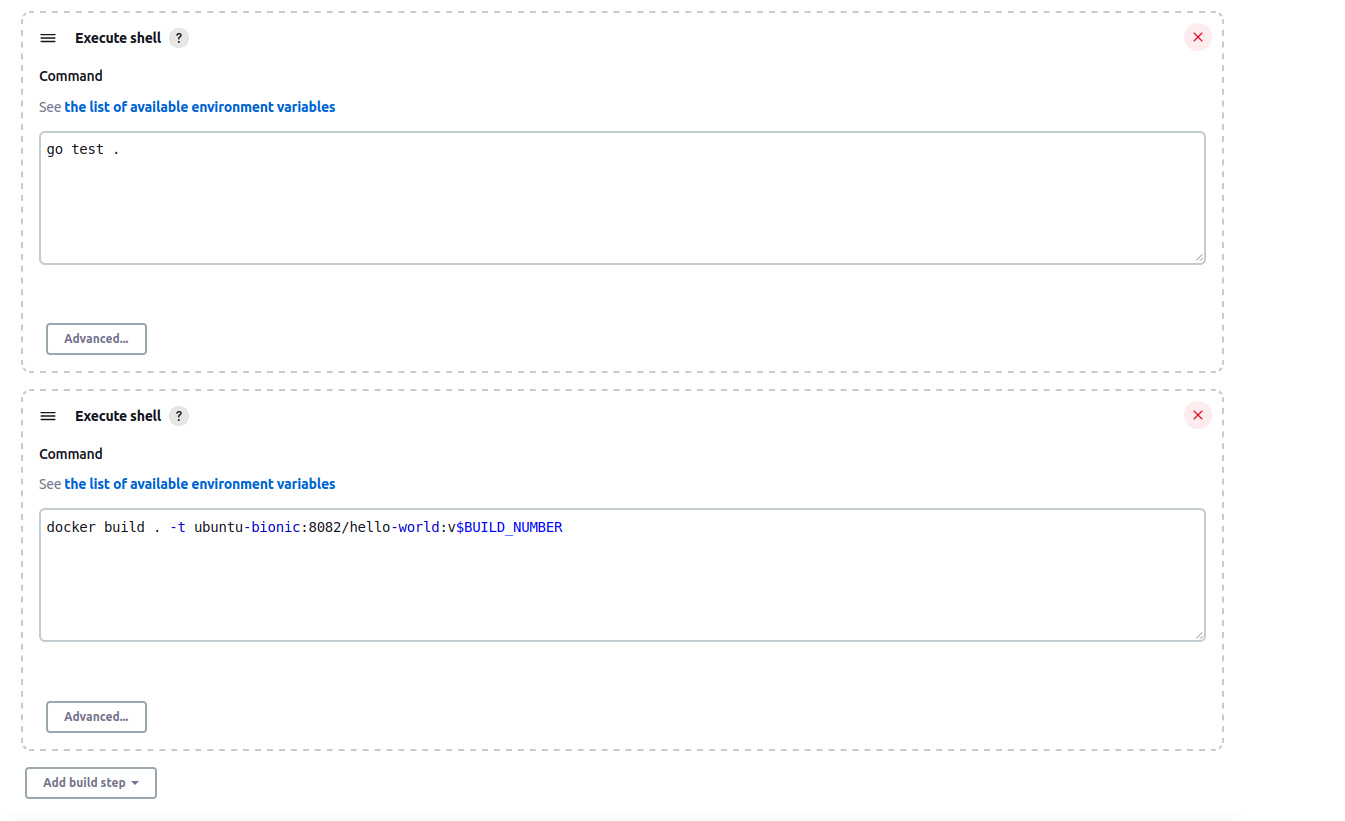 Execute shell ?
Command
See the list of available environment variables
go test .
Advanced...
Execute shell ?
Command
See the list of available environment variables
docker build . -t ubuntu-bionic:8082/hello-world:v$BUILD_NUMBER
Advanced...
Add build step